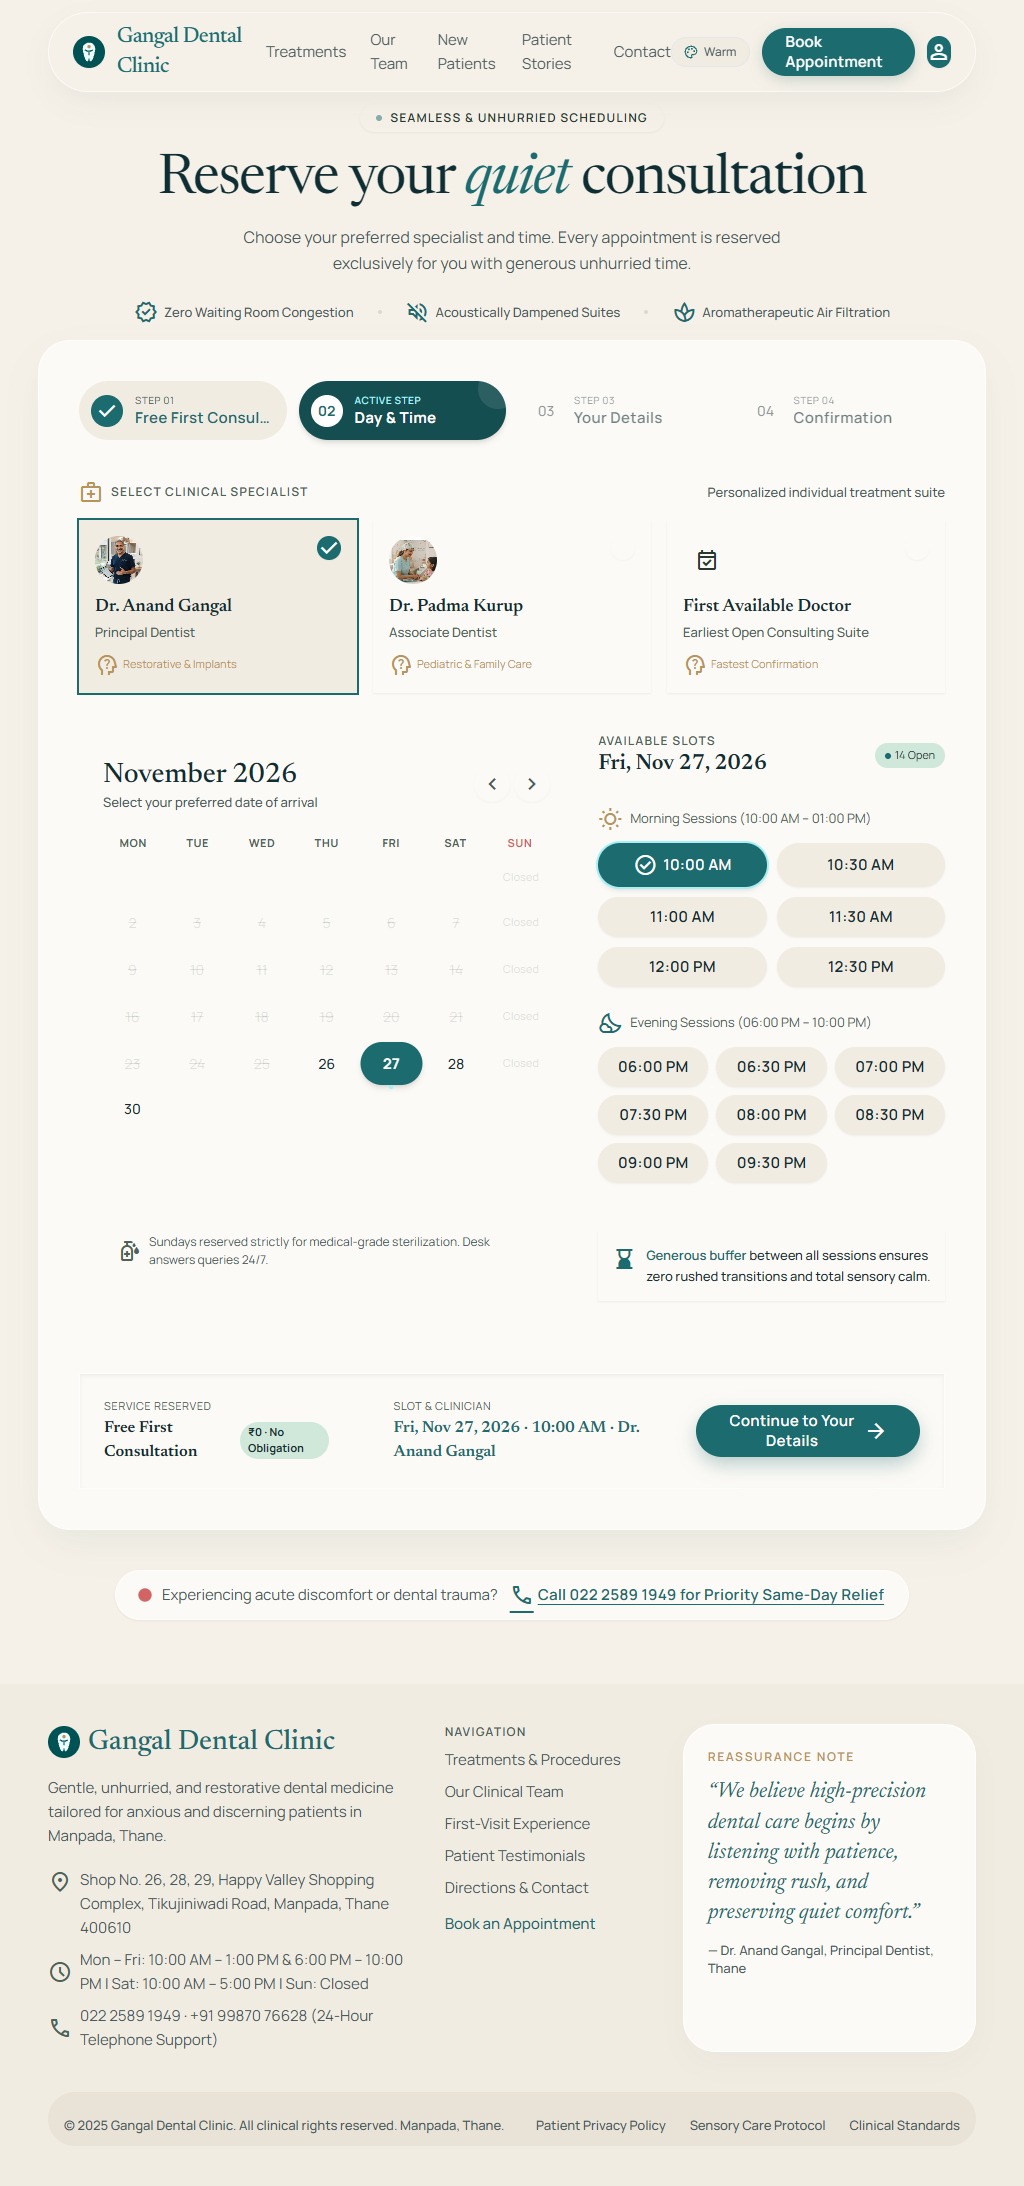 Gangal Dental
Clinic
Treatments
Our
Team
New
Patients
Patient
Stories
Contact
Warm
Book
Appointment
SEAMLESS & UNHURRIED SCHEDULING
Reserve your quiet consultation
Choose your preferred specialist and time. Every appointment is reserved
exclusively for you with generous unhurried time.
Zero Waiting Room Congestion
Acoustically Dampened Suites
Aromatherapeutic Air Filtration
STEP 01
Free First Consul...
02
ACTIVE STEP
Day & Time
03
STEP 03
Your Details
04
STEP 04
Confirmation
SELECT CLINICAL SPECIALIST
Personalized individual treatment suite
Dr. Anand Gangal
Principal Dentist
Restorative & Implants
Dr. Padma Kurup
Associate Dentist
Pediatric & Family Care
First Available Doctor
Earliest Open Consulting Suite
Fastest Confirmation
November 2026
Select your preferred date of arrival
MON TUE WED THU FRI SAT SUN
Closed
2 3 4 5 6 7 Closed
9 10 11 12 13 14 Closed
16 17 18 19 20 21 Closed
23 24 25 26 27 28 Closed
30
Sundays reserved strictly for medical-grade sterilization. Desk
answers queries 24/7.
AVAILABLE SLOTS
Fri, Nov 27, 2026
14 Open
Morning Sessions (10:00 AM – 01:00 PM)
10:00 AM 10:30 AM
11:00 AM 11:30 AM
12:00 PM 12:30 PM
Evening Sessions (06:00 PM – 10:00 PM)
06:00 PM 06:30 PM 07:00 PM
07:30 PM 08:00 PM 08:30 PM
09:00 PM 09:30 PM
Generous buffer between all sessions ensures
zero rushed transitions and total sensory calm.
SERVICE RESERVED
Free First
Consultation
₹0 · No
Obligation
SLOT & CLINICIAN
Fri, Nov 27, 2026 · 10:00 AM · Dr.
Anand Gangal
Continue to Your
Details
Experiencing acute discomfort or dental trauma?
Call 022 2589 1949 for Priority Same-Day Relief
Gangal Dental Clinic
Gentle, unhurried, and restorative dental medicine
tailored for anxious and discerning patients in
Manpada, Thane.
Shop No. 26, 28, 29, Happy Valley Shopping
Complex, Tikujiniwadi Road, Manpada, Thane
400610
Mon – Fri: 10:00 AM – 1:00 PM & 6:00 PM – 10:00
PM | Sat: 10:00 AM – 5:00 PM | Sun: Closed
022 2589 1949 · +91 99870 76628 (24-Hour
Telephone Support)
NAVIGATION
Treatments & Procedures
Our Clinical Team
First-Visit Experience
Patient Testimonials
Directions & Contact
Book an Appointment
REASSURANCE NOTE
“We believe high-precision
dental care begins by
listening with patience,
removing rush, and
preserving quiet comfort.”
— Dr. Anand Gangal, Principal Dentist,
Thane
© 2025 Gangal Dental Clinic. All clinical rights reserved. Manpada, Thane.
Patient Privacy Policy
Sensory Care Protocol
Clinical Standards